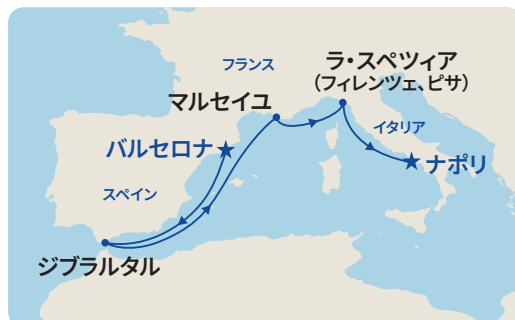 フランス
ラ・スペツィア
(フィレンツェ、ピサ)
マルセイユ
イタリア
バルセロナ
ナポリ
スペイン
ジブラルタル